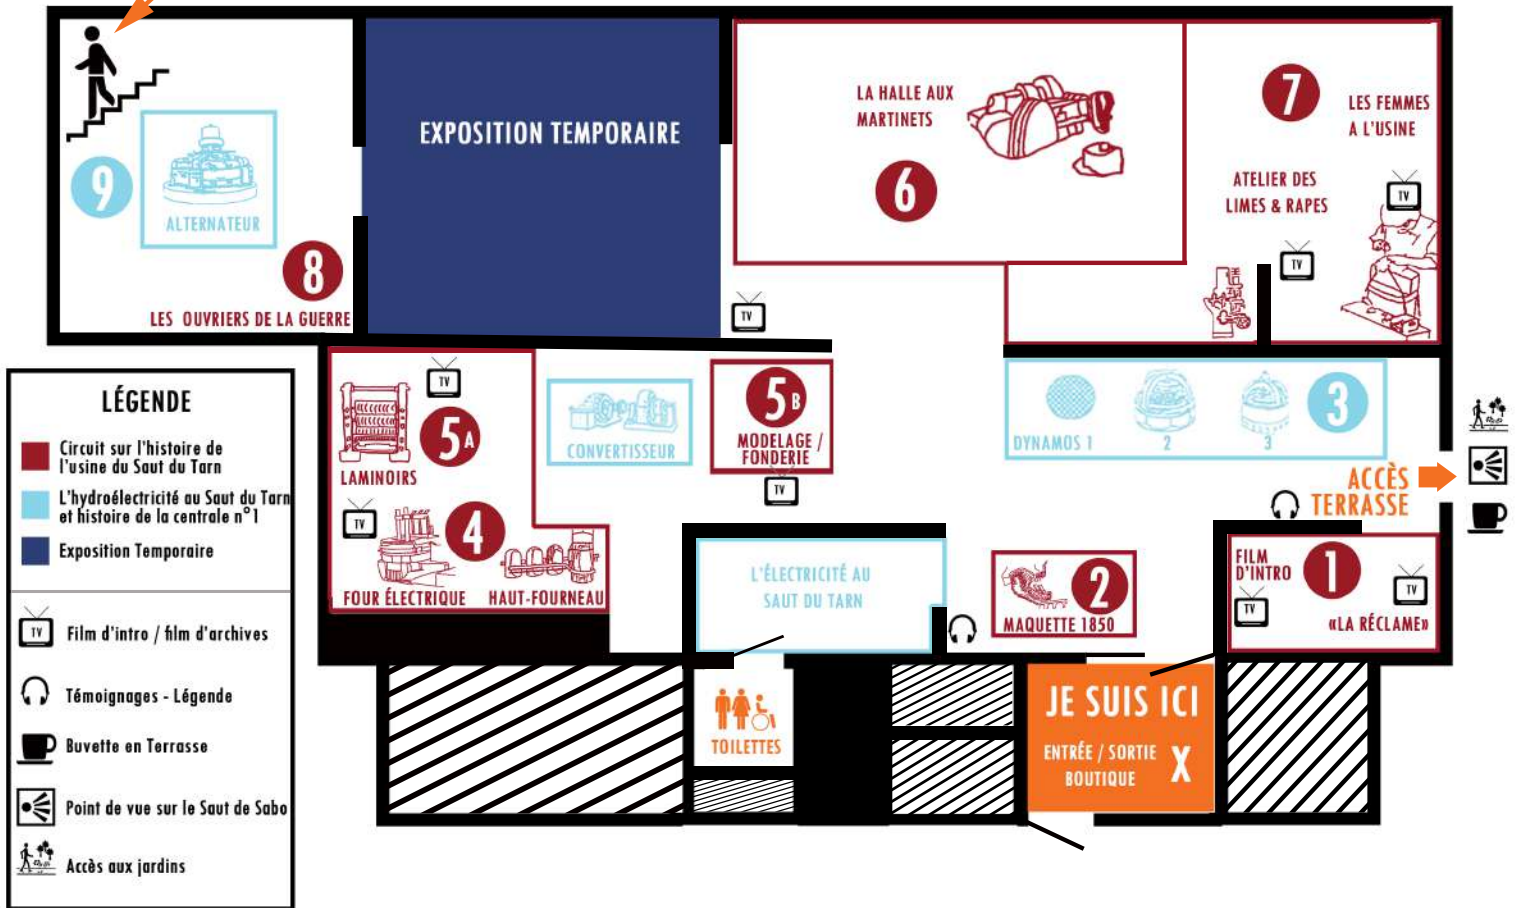 9
ALTERNATEUR
8
LES OUVRIERS DE LA GUERRE
EXPOSITION TEMPORAIRE
TV
LA HALLE AUX
MARTINETS
6
7
LES FEMMES
A L'USINE
TV
ATELIER DES
LIMES & RAPES
TV
TV
5A
LAMINOIRS
TV
4
FOUR ÉLECTRIQUE
HAUT-FOURNEAU
CONVERTISSEUR
5B
MODELAGE /
FONDERIE
TV
DYNAMOS 1
2
3
3
ACCÈS
TERRASSE
L'ÉLECTRICITÉ AU
SAUT DU TARN
2
MAQUETTE 1850
FILM
D'INTRO
1
TV
TV
«LA RÉCLAME»
TOILETTES
JE SUIS ICI
ENTRÉE / SORTIE
BOUTIQUE
X
LÉGENDE
Circuit sur l'histoire de
l'usine du Saut du Tarn
L'hydroélectricité au Saut du Tarn
et histoire de la centrale n°1
Exposition Temporaire
TV
Film d'intro / film d'archives
Témoignages - Légende
Buvette en Terrasse
Point de vue sur le Saut de Sabo
Accès aux jardins